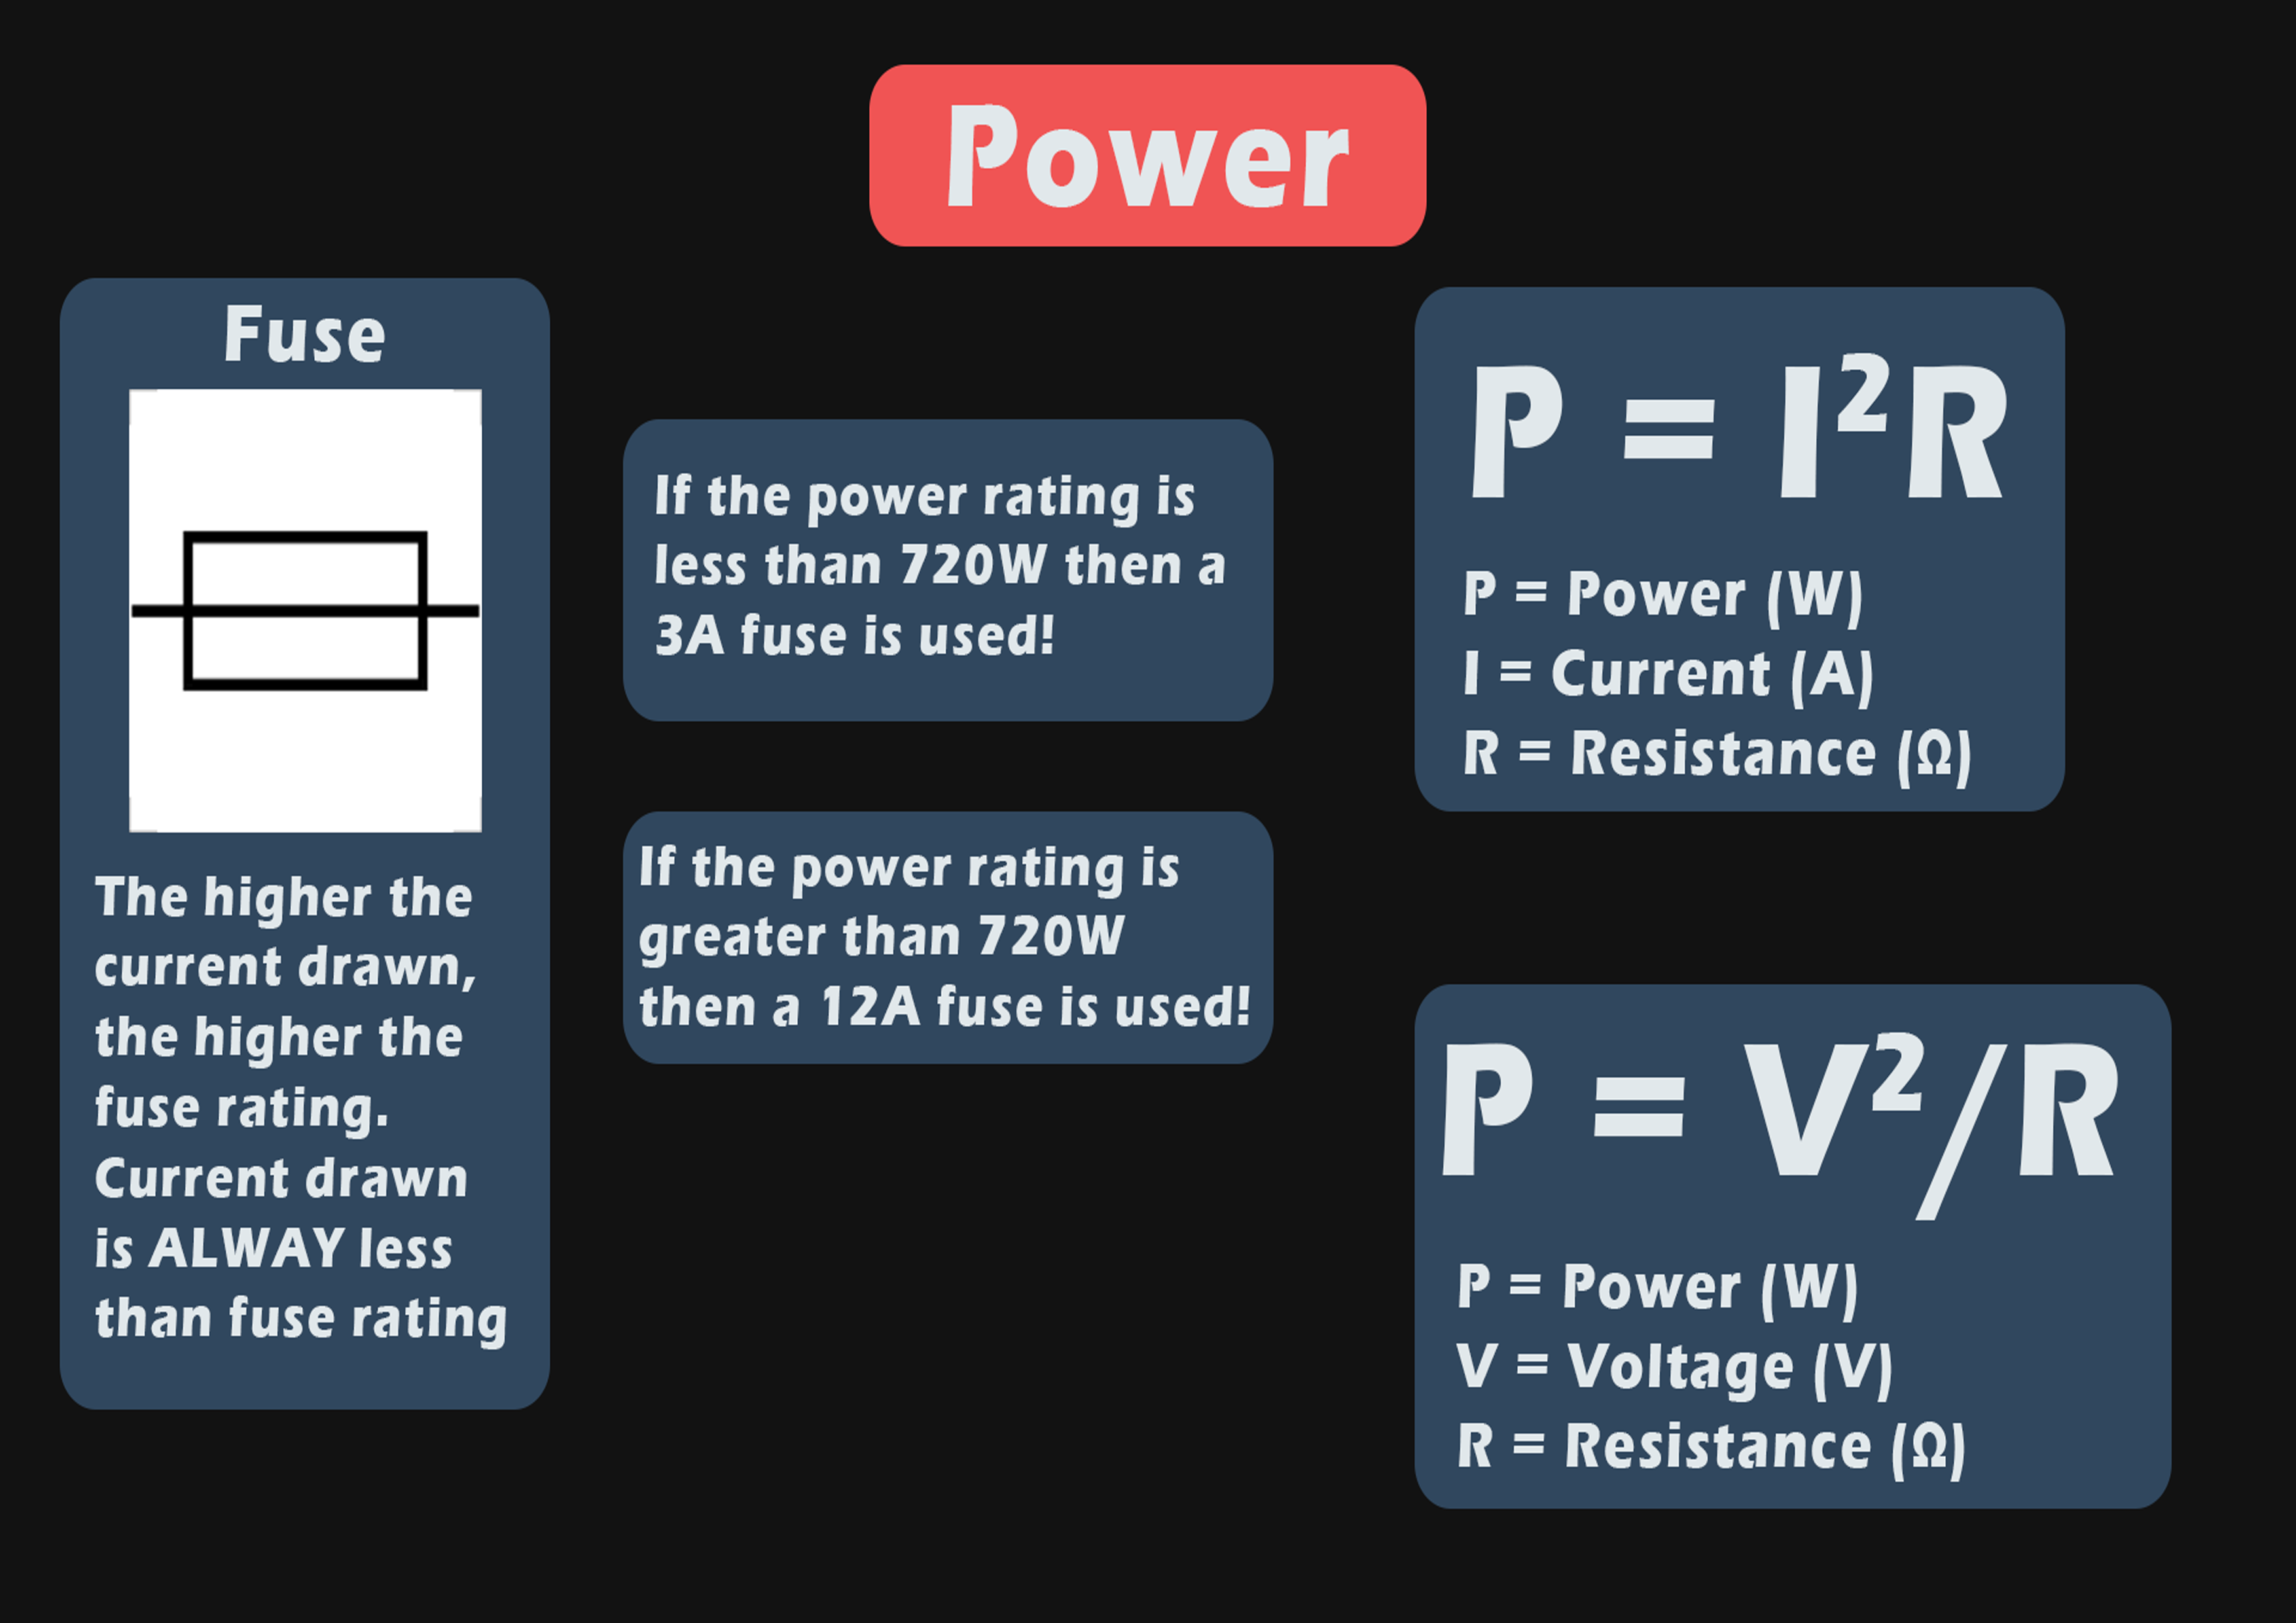 Power
Fuse
The higher the
current drawn,
the higher the
fuse rating.
Current drawn
is ALWAY less
than fuse rating
If the power rating is
less than 720W then a
3A fuse is used!
If the power rating is
greater than 720W
then a 12A fuse is used!
P = I²R
P = Power (W)
I = Current (A)
R = Resistance (Ω)
P = V²/R
P = Power (W)
V = Voltage (V)
R = Resistance (Ω)